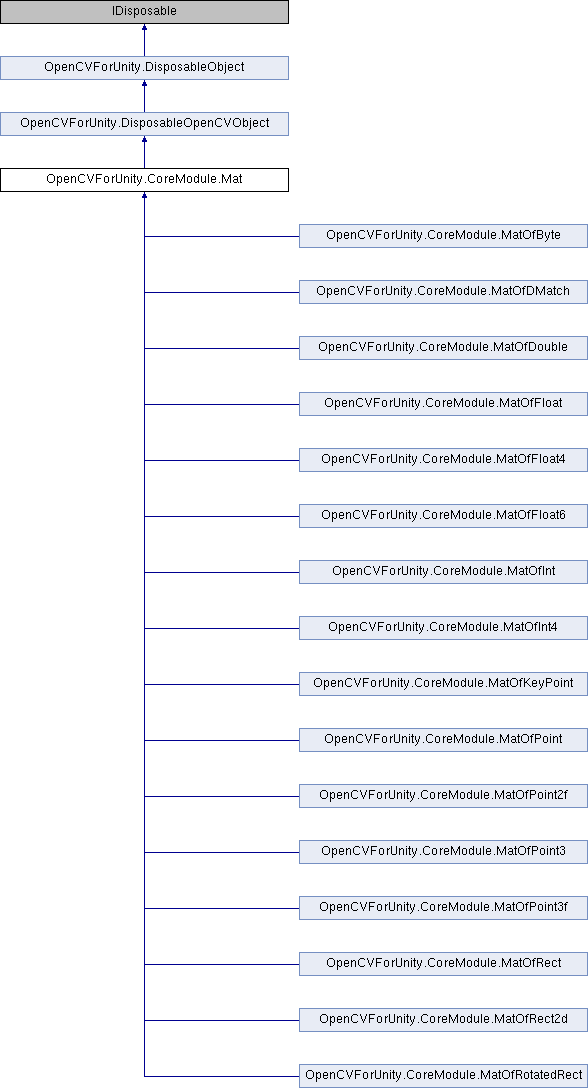 IDisposable
OpenCVForUnity.DisposableObject
OpenCVForUnity.DisposableOpenCVObject
OpenCVForUnity.CoreModule.Mat
OpenCVForUnity.CoreModule.MatOfByte
OpenCVForUnity.CoreModule.MatOfDMatch
OpenCVForUnity.CoreModule.MatOfDouble
OpenCVForUnity.CoreModule.MatOfFloat
OpenCVForUnity.CoreModule.MatOfFloat4
OpenCVForUnity.CoreModule.MatOfFloat6
OpenCVForUnity.CoreModule.MatOfInt
OpenCVForUnity.CoreModule.MatOfInt4
OpenCVForUnity.CoreModule.MatOfKeyPoint
OpenCVForUnity.CoreModule.MatOfPoint
OpenCVForUnity.CoreModule.MatOfPoint2f
OpenCVForUnity.CoreModule.MatOfPoint3
OpenCVForUnity.CoreModule.MatOfPoint3f
OpenCVForUnity.CoreModule.MatOfRect
OpenCVForUnity.CoreModule.MatOfRect2d
OpenCVForUnity.CoreModule.MatOfRotatedRect